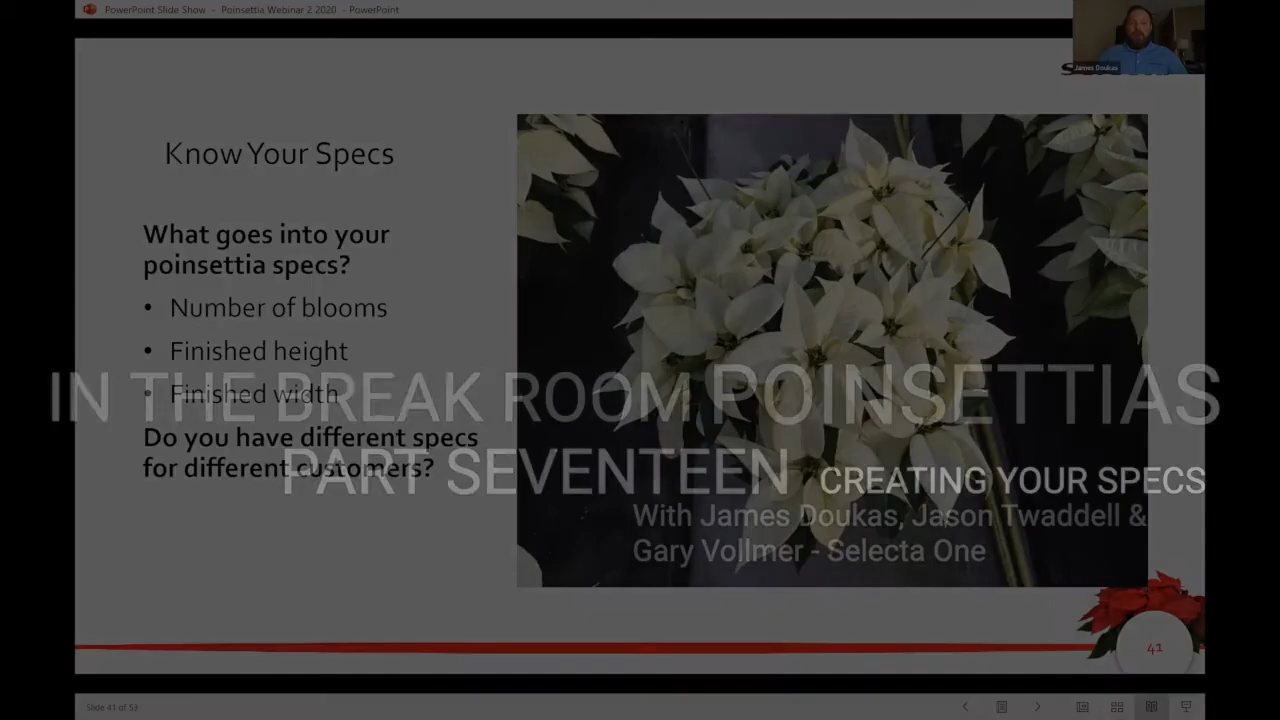 PowerPoint Slide Show - Poinsettia Webinar 2 2020 - PowerPoint
James Doukas
Know Your Specs
What goes into your
poinsettia specs?
• Number of blooms
• Finished height
• Finished width
Do you have different specs
for different customers?
IN THE BREAK ROOM POINSETTIAS
PART SEVENTEEN CREATING YOUR SPECS
With James Doukas, Jason Twaddell &
Gary Vollmer - Selecta One
41
Slide 41 of 53